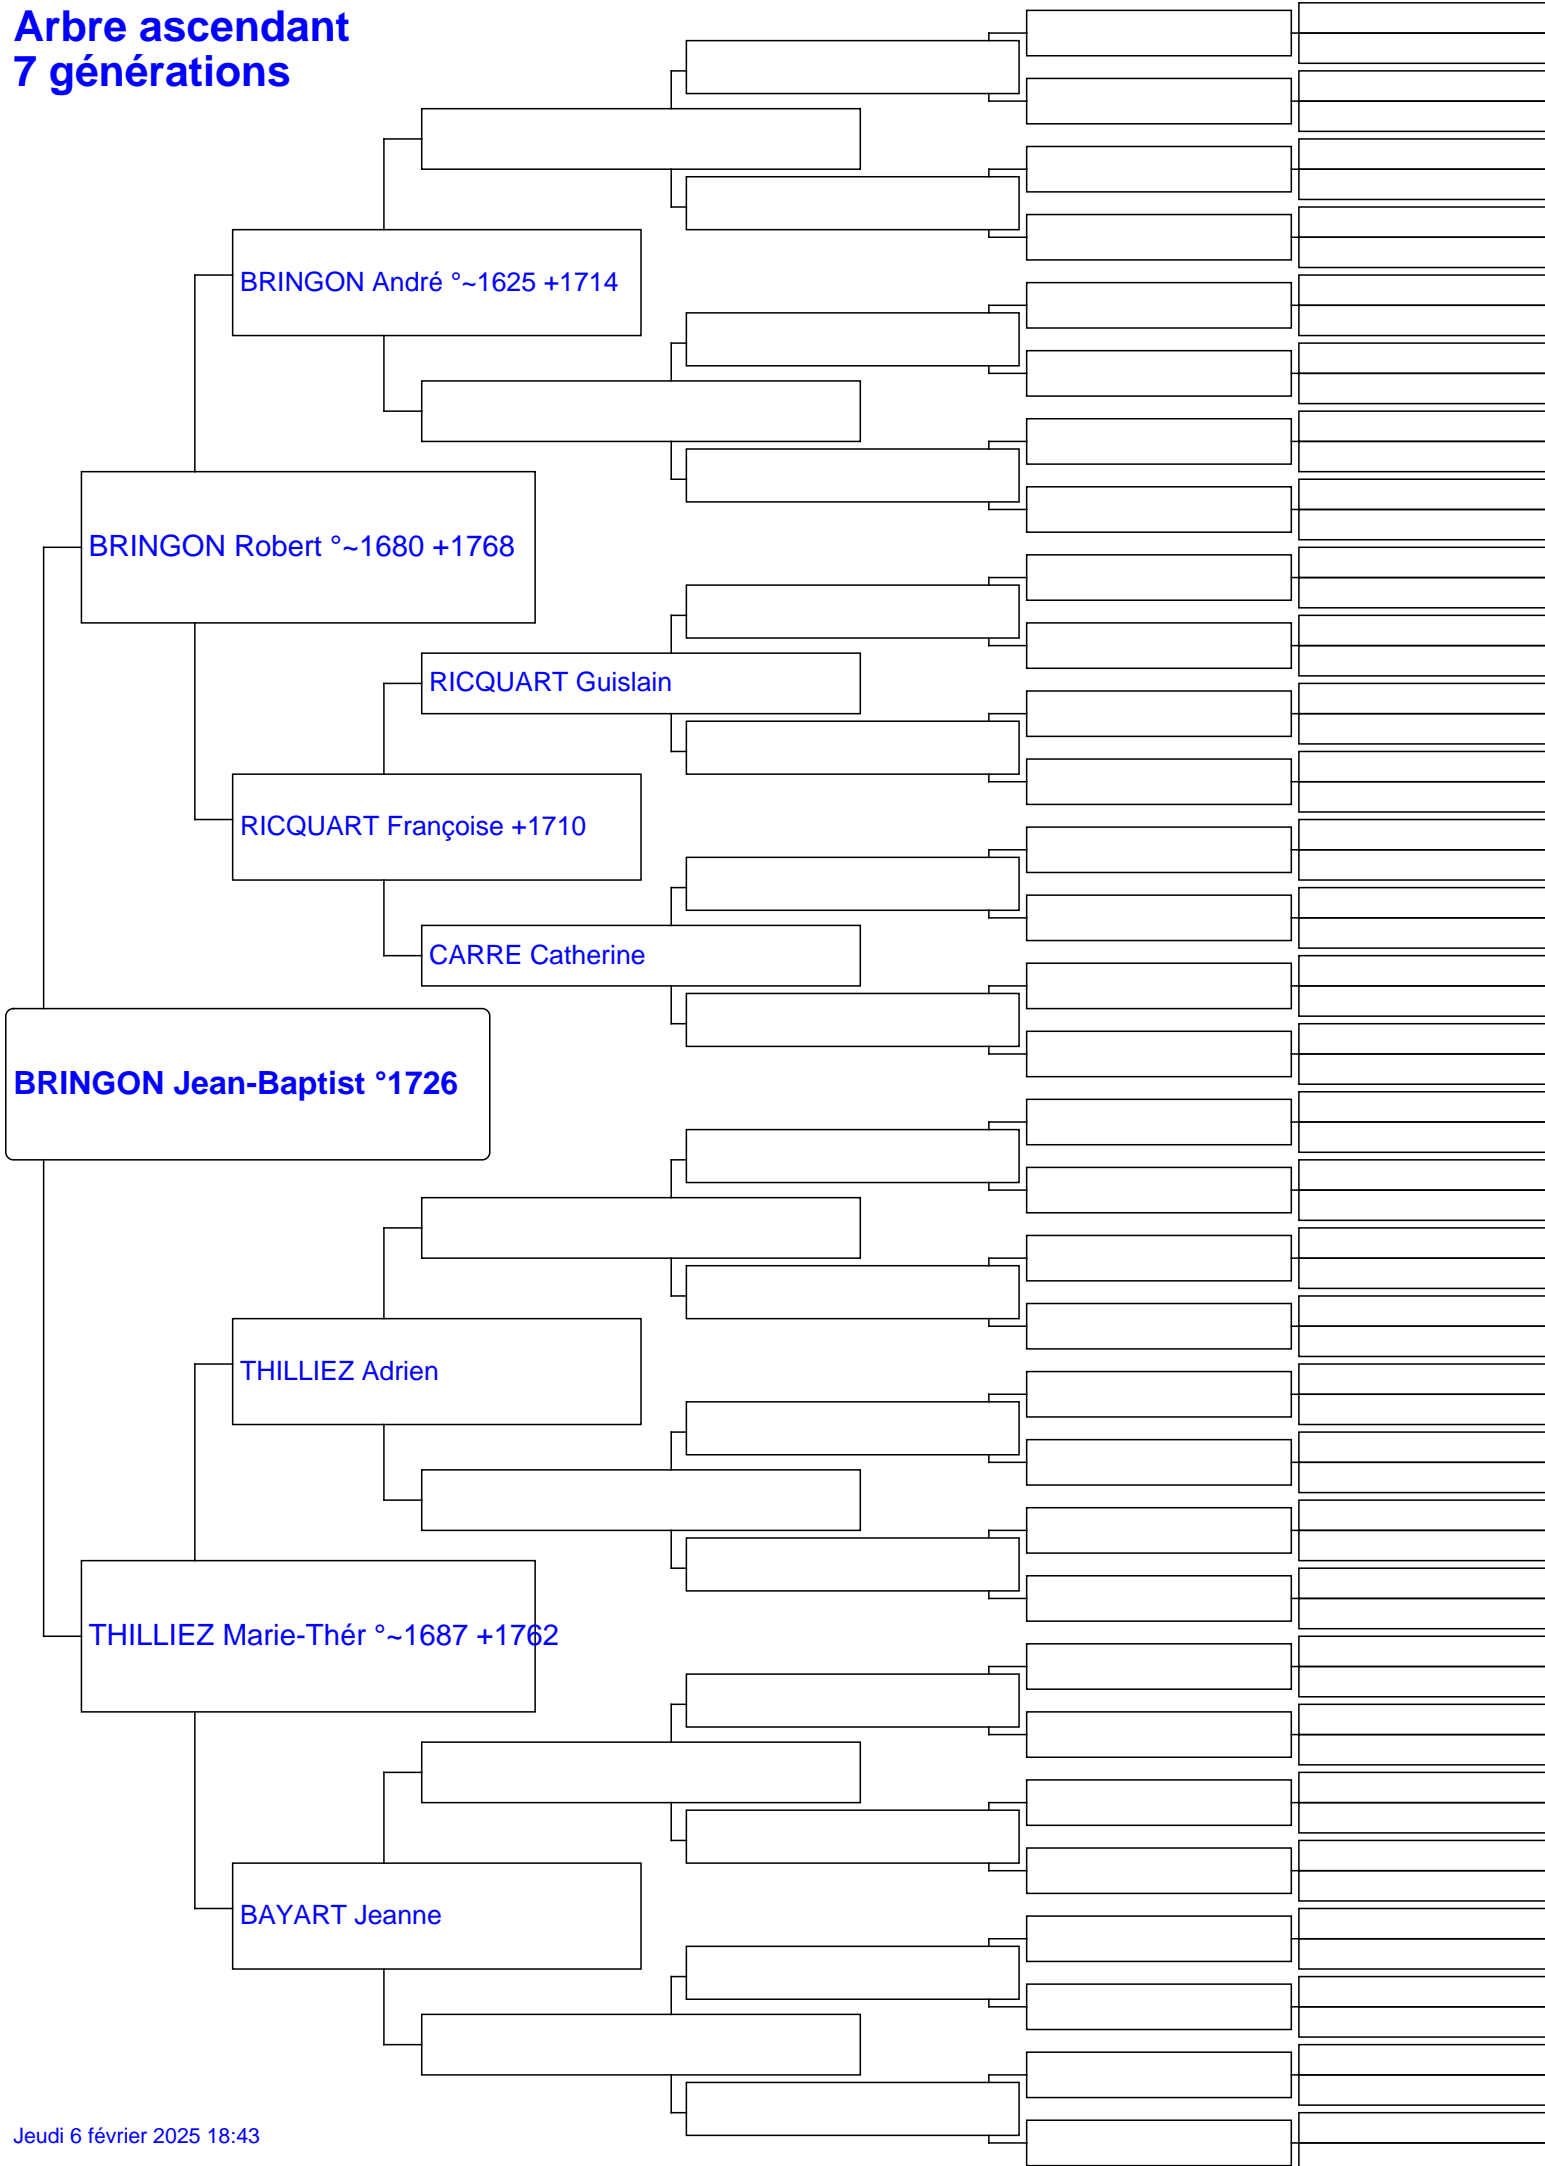 Arbre ascendant
7 générations
BRINGON André °~1625 +1714
BRINGON Robert °~1680 +1768
RICQUART Guislain
RICQUART Françoise +1710
CARRE Catherine
BRINGON Jean-Baptist °1726
THILLIEZ Adrien
THILLIEZ Marie-Thér °~1687 +1762
BAYART Jeanne
Jeudi 6 février 2025 18:43